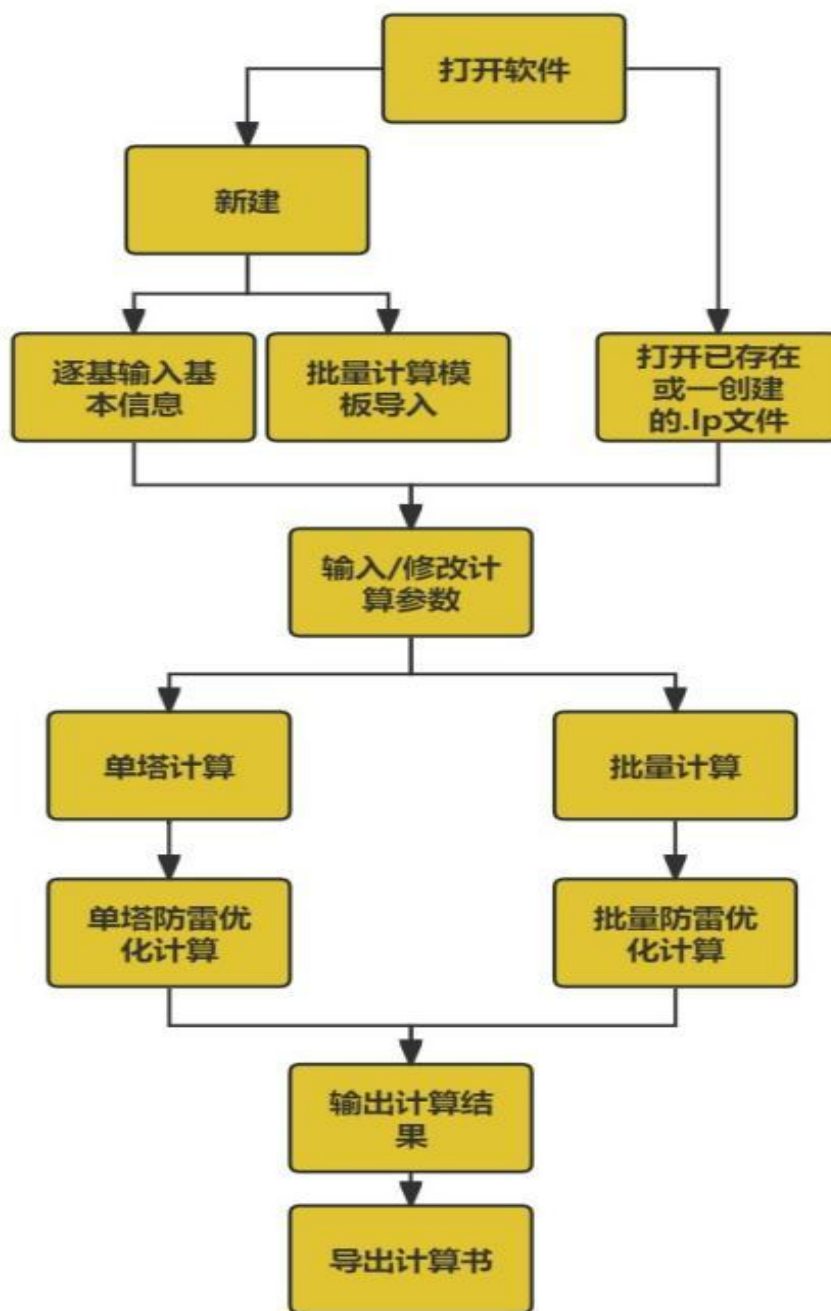 打开软件
新建
逐基输入基
本信息
批量计算模
板导入
打开已存在
或一创建
的.lp文件
输入/修改计
算参数
单塔计算
批量计算
单塔防雷优
化计算
批量防雷优
化计算
输出计算结
果
导出计算书